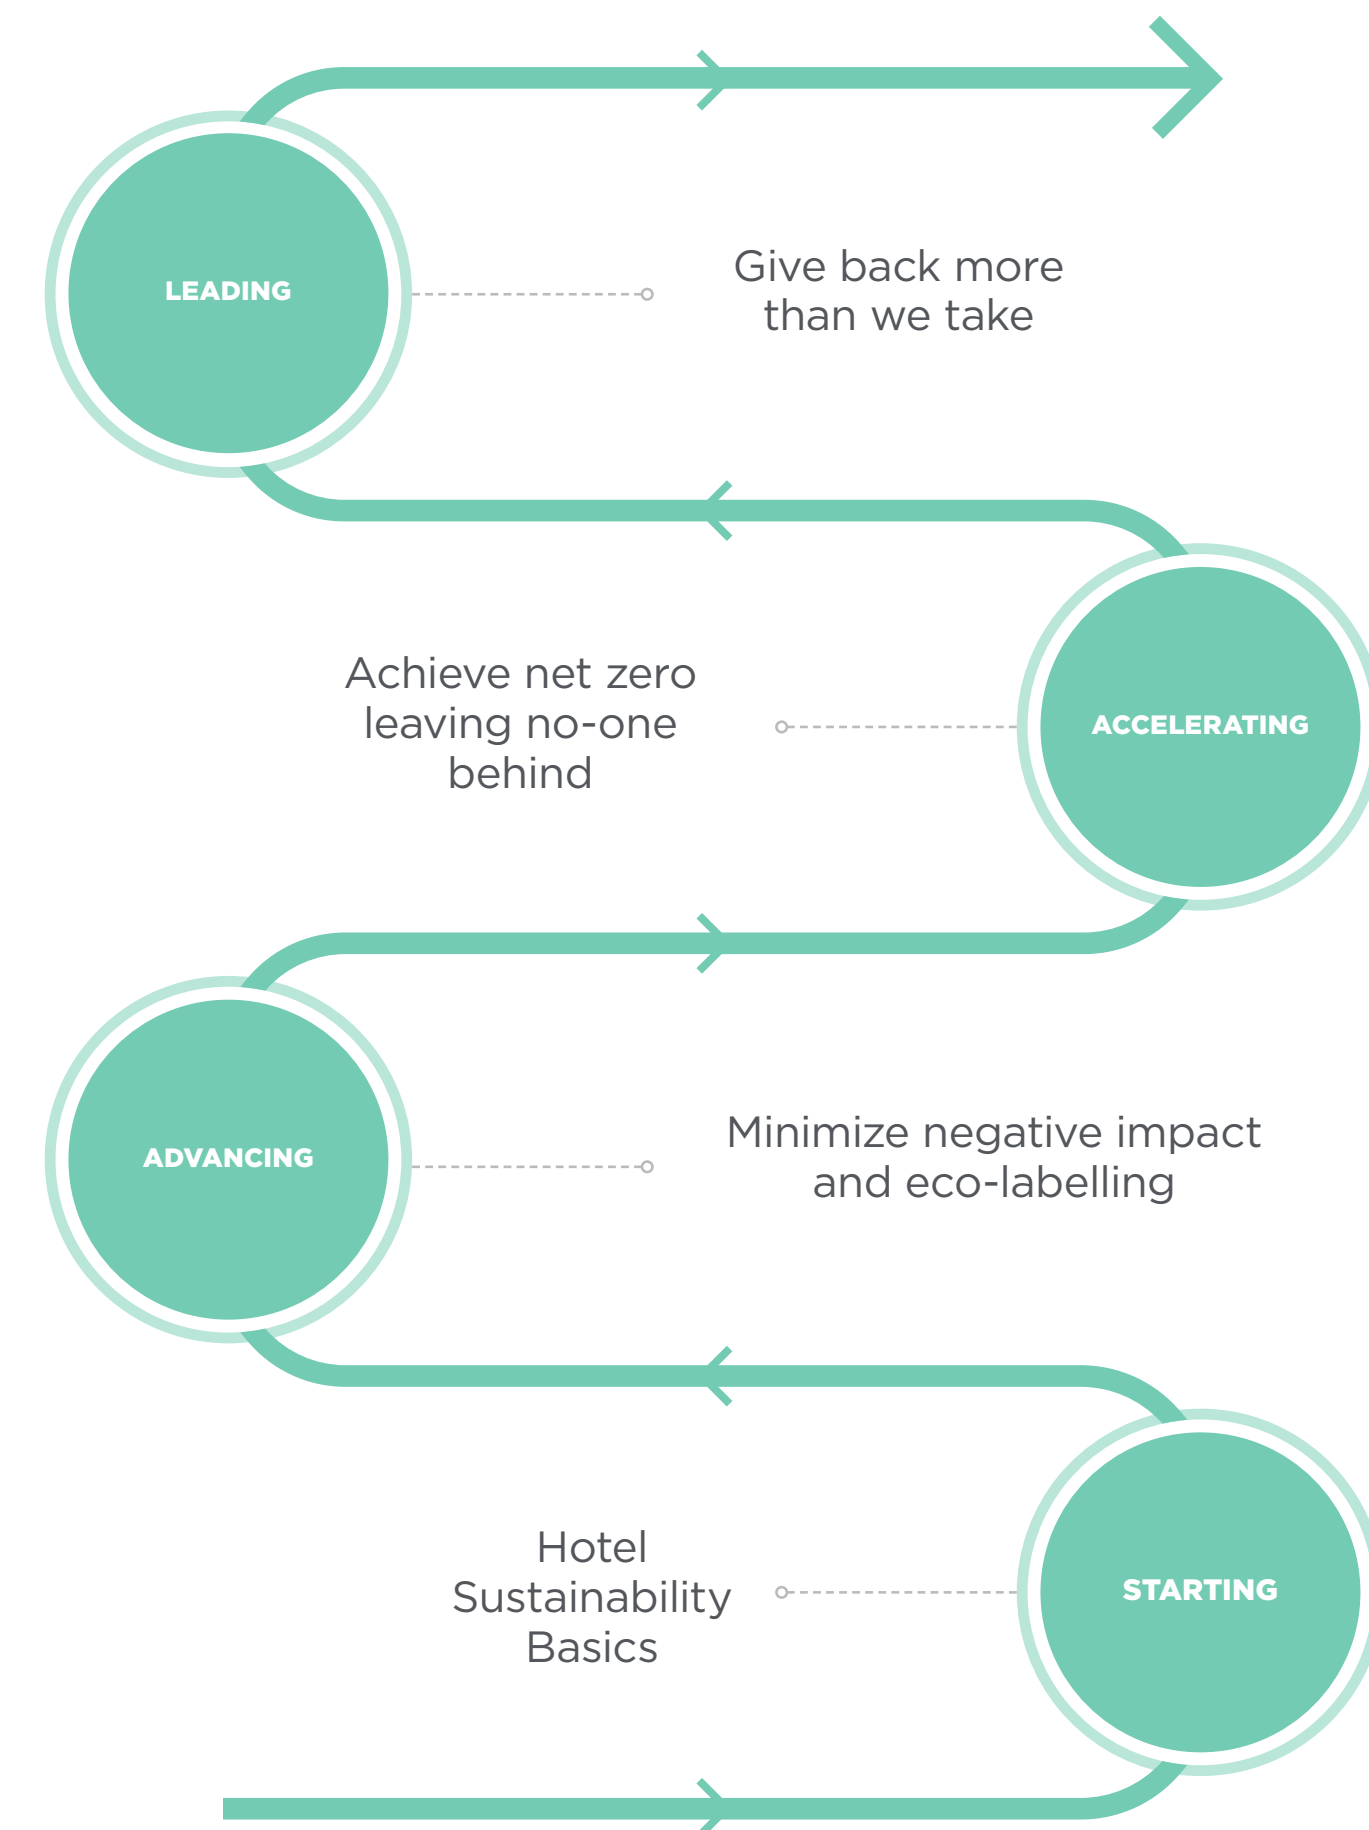 LEADING
Give back more
than we take
Achieve net zero
leaving no-one
behind
ACCELERATING
ADVANCING
Minimize negative impact
and eco-labelling
Hotel
Sustainability
Basics
STARTING